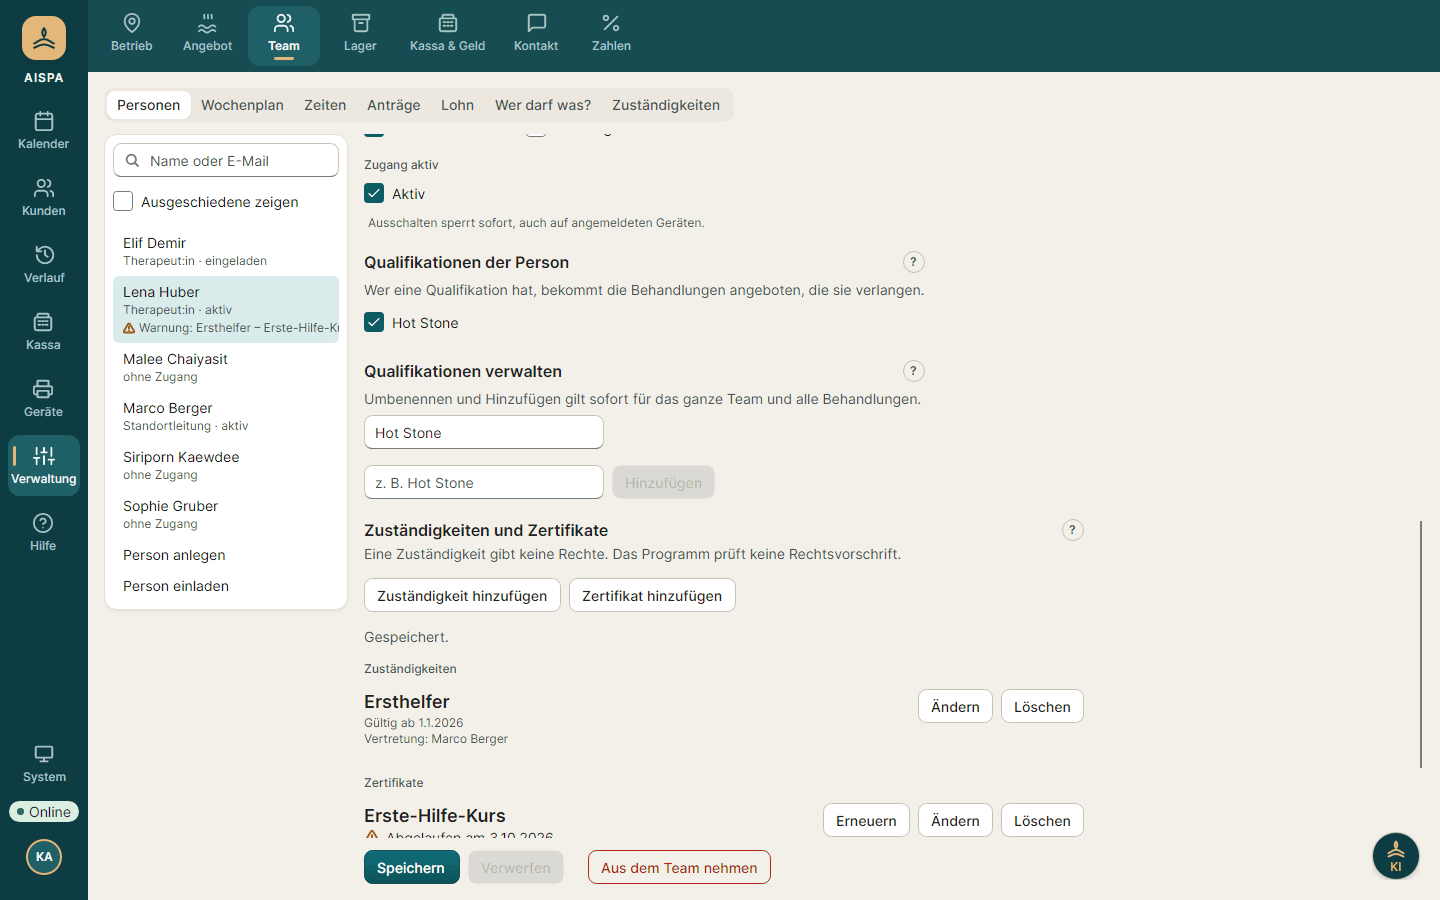 AISPA
Kalender
Kunden
Verlauf
Kassa
Geräte
Verwaltung
Hilfe
System
Online
KA
Betrieb
Angebot
Team
Lager
Kassa & Geld
Kontakt
Zahlen
Personen
Wochenplan
Zeiten
Anträge
Lohn
Wer darf was?
Zuständigkeiten
Name oder E-Mail
Ausgeschiedene zeigen
Elif Demir
Therapeut:in · eingeladen
Lena Huber
Therapeut:in · aktiv
Warnung: Ersthelfer – Erste-Hilfe-Ku
Malee Chaiyasit
ohne Zugang
Marco Berger
Standortleitung · aktiv
Siriporn Kaewdee
ohne Zugang
Sophie Gruber
ohne Zugang
Person anlegen
Person einladen
Zugang aktiv
Aktiv
Ausschalten sperrt sofort, auch auf angemeldeten Geräten.
Qualifikationen der Person ?
Wer eine Qualifikation hat, bekommt die Behandlungen angeboten, die sie verlangen.
Hot Stone
Qualifikationen verwalten ?
Umbenennen und Hinzufügen gilt sofort für das ganze Team und alle Behandlungen.
Hot Stone
z. B. Hot Stone Hinzufügen
Zuständigkeiten und Zertifikate ?
Eine Zuständigkeit gibt keine Rechte. Das Programm prüft keine Rechtsvorschrift.
Zuständigkeit hinzufügen Zertifikat hinzufügen
Gespeichert.
Zuständigkeiten
Ersthelfer Ändern Löschen
Gültig ab 1.1.2026
Vertretung: Marco Berger
Zertifikate
Erste-Hilfe-Kurs Erneuern Ändern Löschen
Abgelaufen am 3.10.2026
Speichern Verwerfen Aus dem Team nehmen
KI